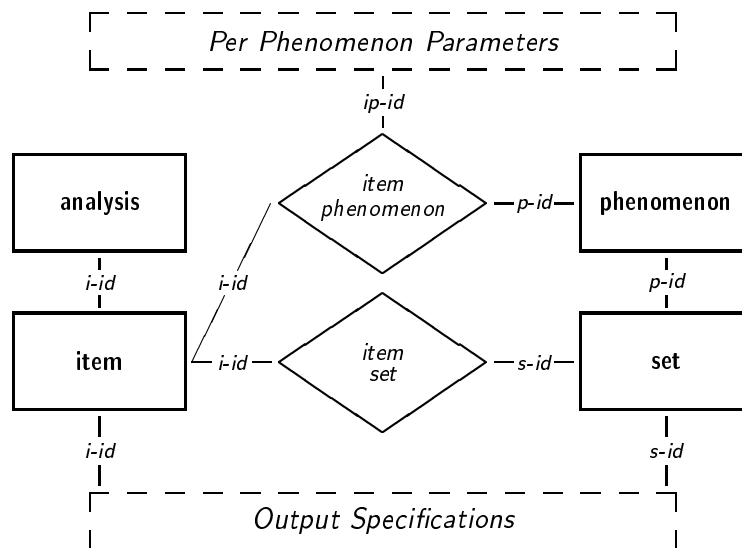 Per Phenomenon Parameters
ip-id
analysis
item
phenomenon
p-id
phenomenon
i-id
i-id
p-id
item
i-id
item
set
s-id
set
i-id
s-id
Output Specifications